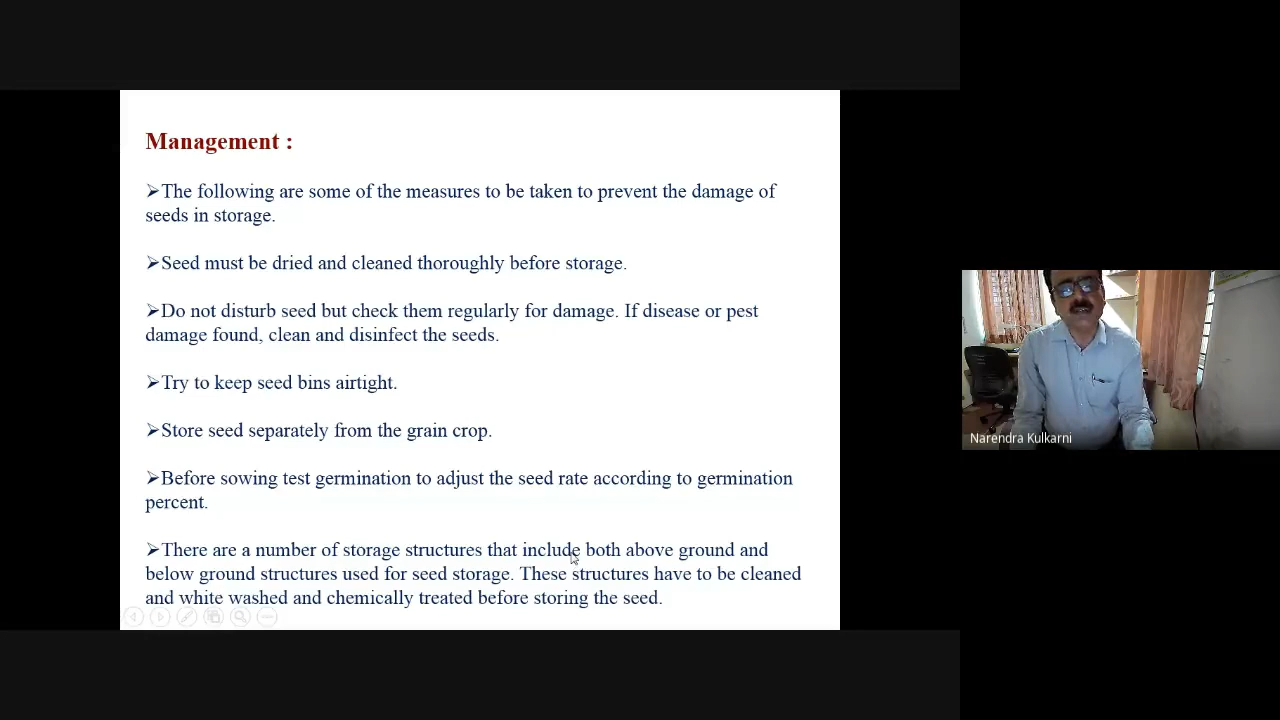 Management :
➢The following are some of the measures to be taken to prevent the damage of
seeds in storage.
➢Seed must be dried and cleaned thoroughly before storage.
➢Do not disturb seed but check them regularly for damage. If disease or pest
damage found, clean and disinfect the seeds.
➢Try to keep seed bins airtight.
➢Store seed separately from the grain crop.
➢Before sowing test germination to adjust the seed rate according to germination
percent.
➢There are a number of storage structures that include both above ground and
below ground structures used for seed storage. These structures have to be cleaned
and white washed and chemically treated before storing the seed.
Narendra Kulkarni